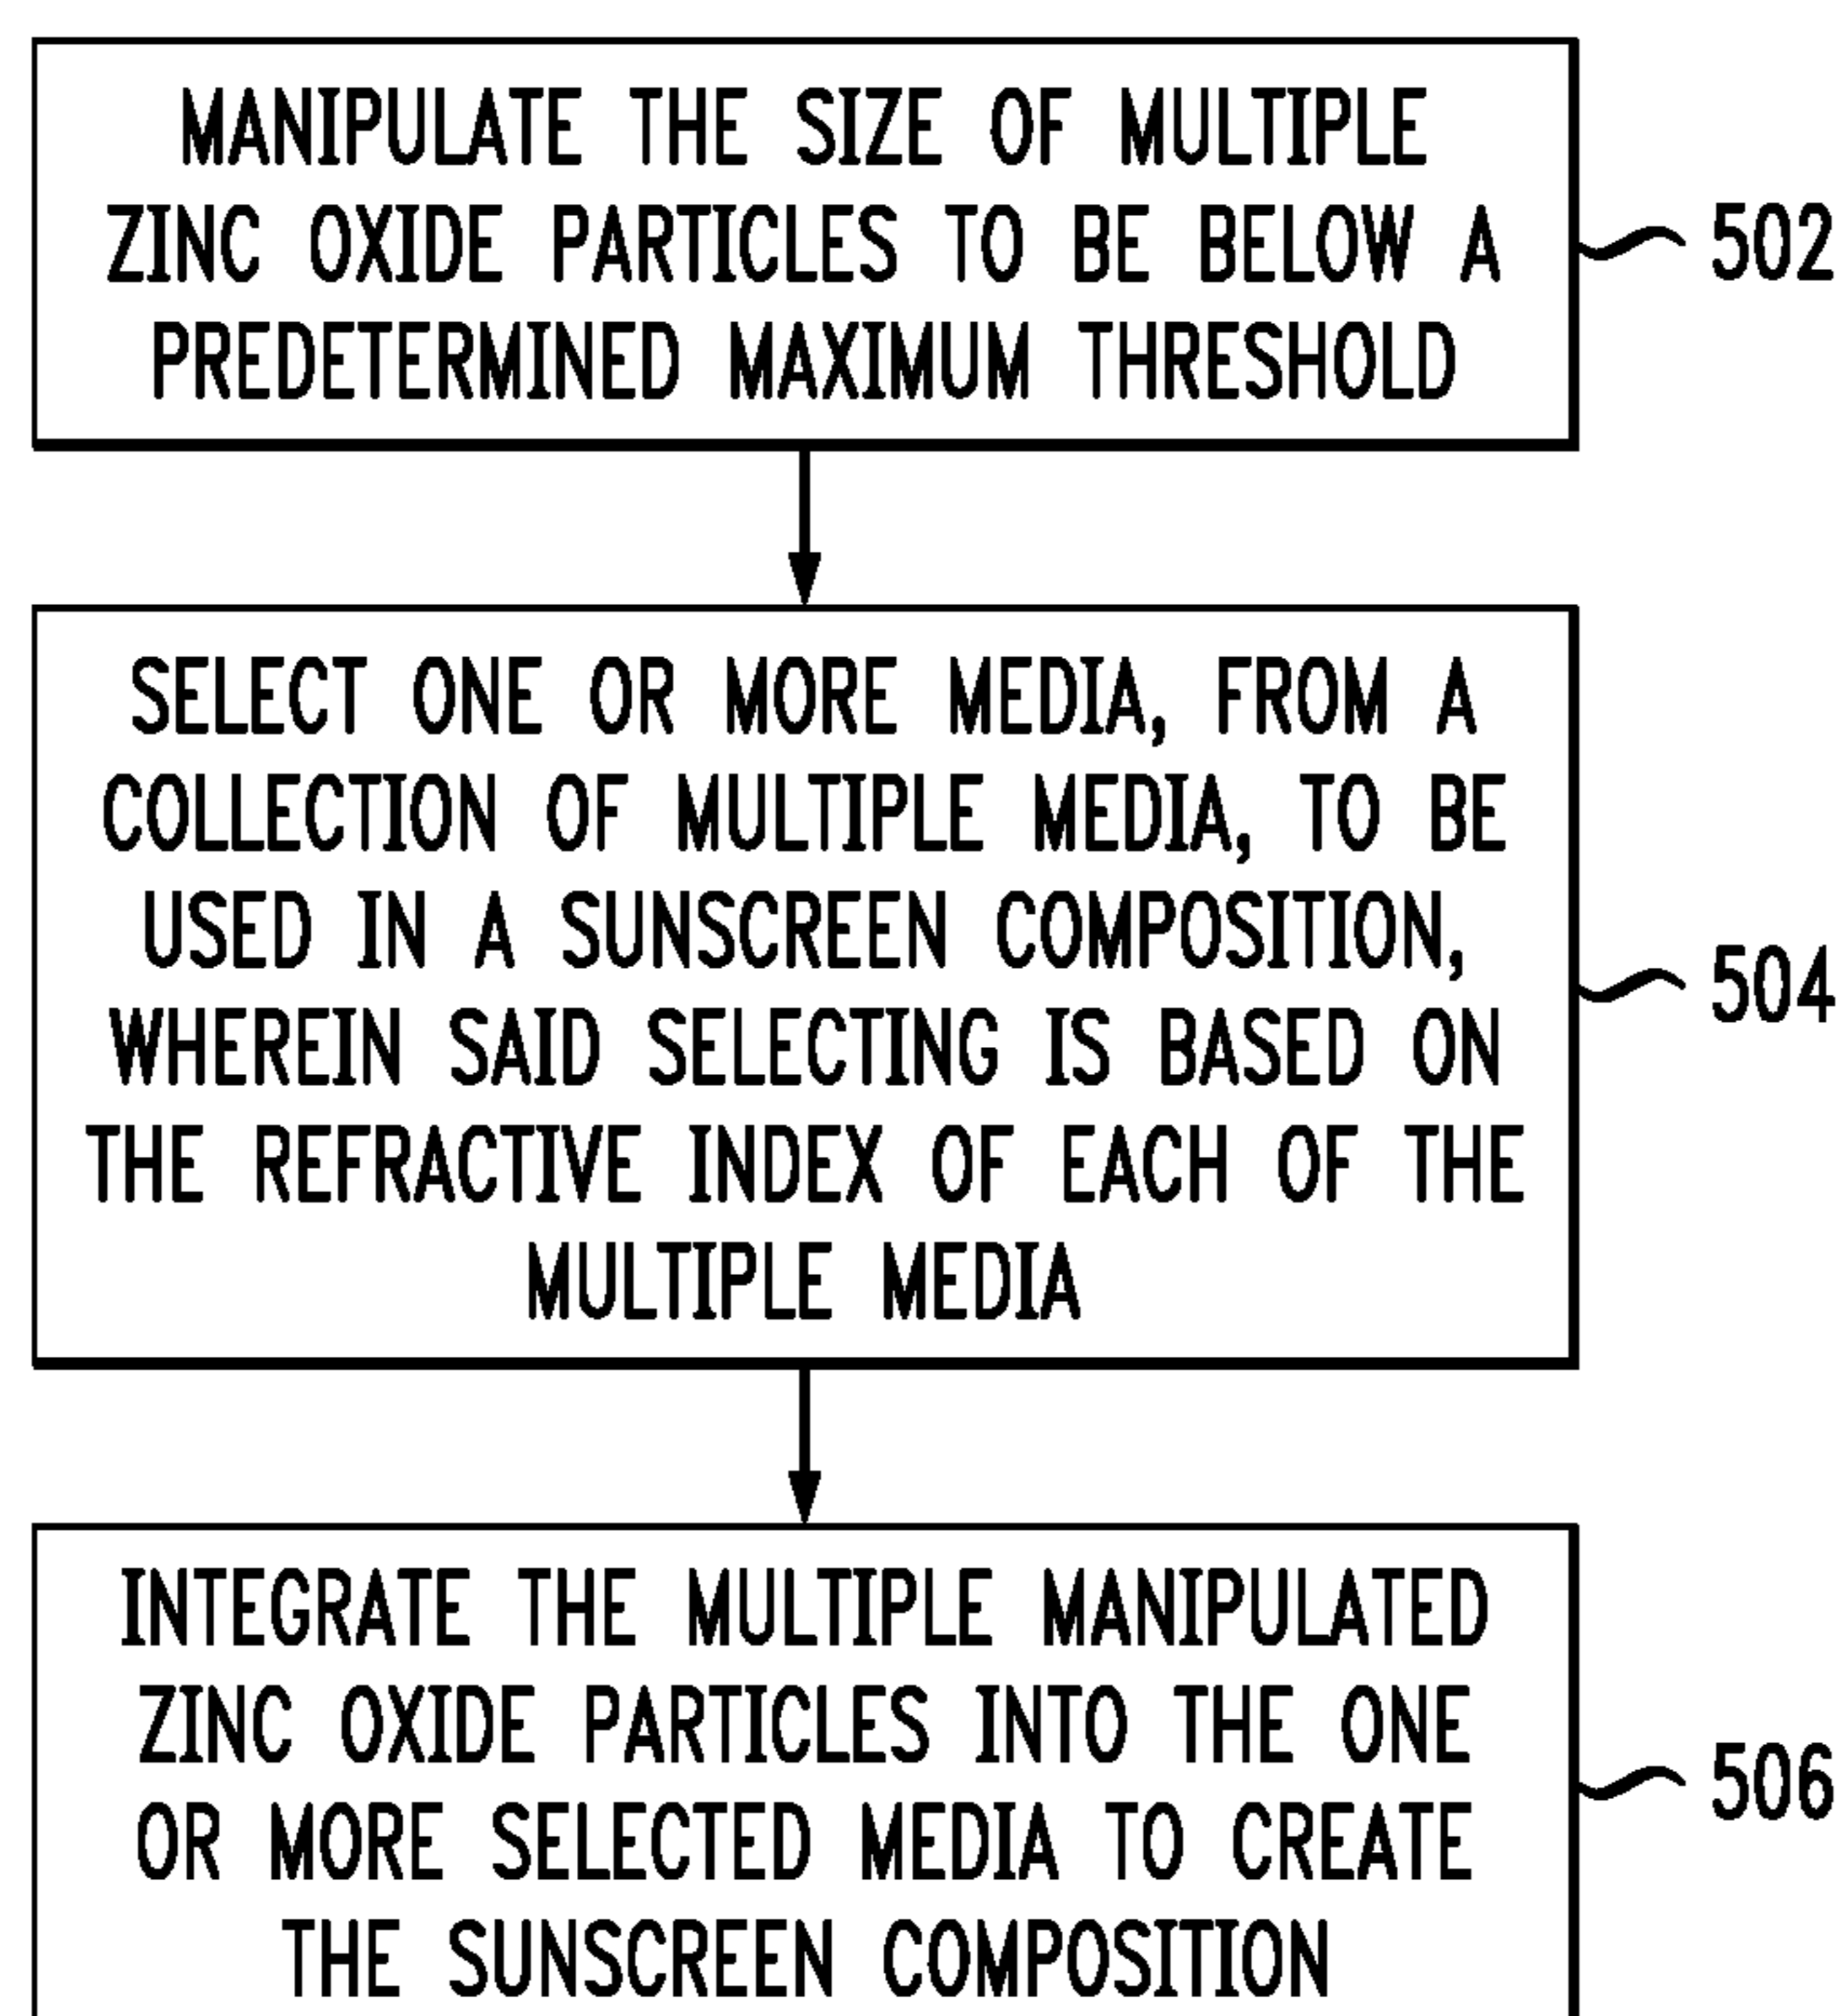 MANIPULATE THE SIZE OF MULTIPLE
ZINC OXIDE PARTICLES TO BE BELOW A
PREDETERMINED MAXIMUM THRESHOLD
502
SELECT ONE OR MORE MEDIA, FROM A
COLLECTION OF MULTIPLE MEDIA, TO BE
USED IN A SUNSCREEN COMPOSITION,
WHEREIN SAID SELECTING IS BASED ON
THE REFRACTIVE INDEX OF EACH OF THE
MULTIPLE MEDIA
504
INTEGRATE THE MULTIPLE MANIPULATED
ZINC OXIDE PARTICLES INTO THE ONE
OR MORE SELECTED MEDIA TO CREATE
THE SUNSCREEN COMPOSITION
506